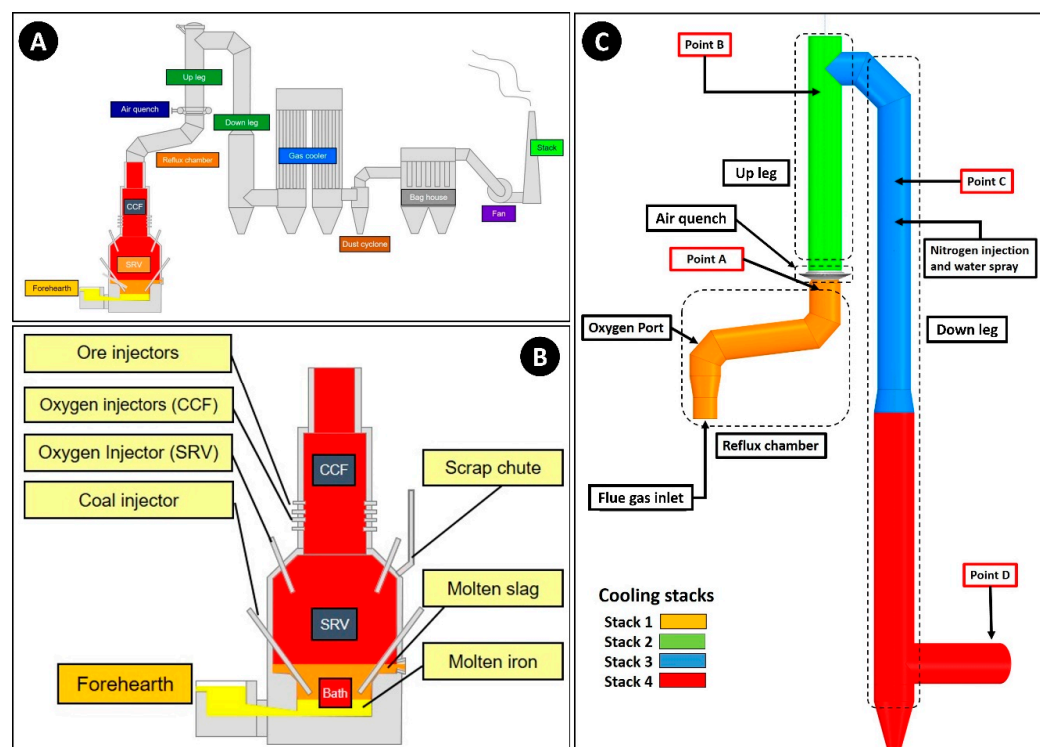 A
Up leg
Air quench
Down leg
Reflux chamber
Gas cooler
Stack
Bag house
CCF
Fan
Dust cyclone
SRV
Forehearth
B
Ore injectors
Oxygen injectors (CCF)
Oxygen Injector (SRV)
Coal injector
CCF
Scrap chute
Molten slag
SRV
Molten iron
Forehearth
Bath
C
Point B
Up leg
Point C
Air quench
Nitrogen injection
and water spray
Point A
Oxygen Port
Down leg
Reflux chamber
Flue gas inlet
Point D
Cooling stacks
Stack 1
Stack 2
Stack 3
Stack 4